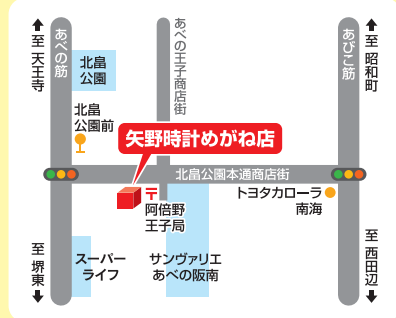 至 天王寺
あべの筋
北畠
公園
あべの王子商店街
あびこ筋
至 昭和町
北畠
公園前
矢野時計めがね店
北畠公園本通商店街
〒
阿倍野
王子局
トヨタカローラ
南海
至 堺東
スーパー
ライフ
サンヴァリエ
あべの阪南
至 西田辺